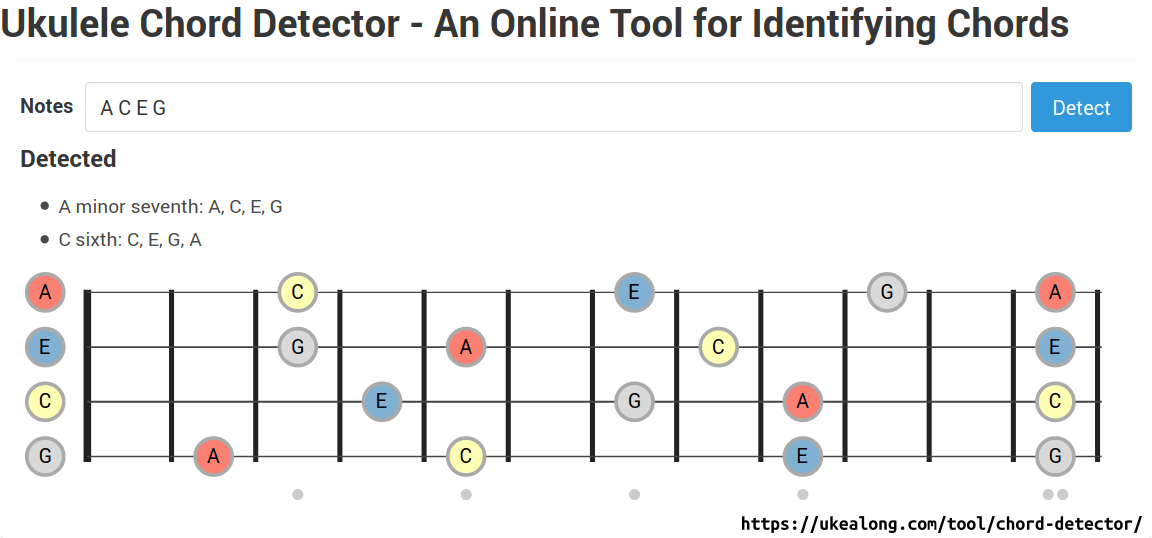 Ukulele Chord Detector - An Online Tool for Identifying Chords
Notes
A C E G
Detect
Detected
A minor seventh: A, C, E, G
C sixth: C, E, G, A
A C E G A
E G A C E
C E G A C
G A C E G
https://ukealong.com/tool/chord-detector/